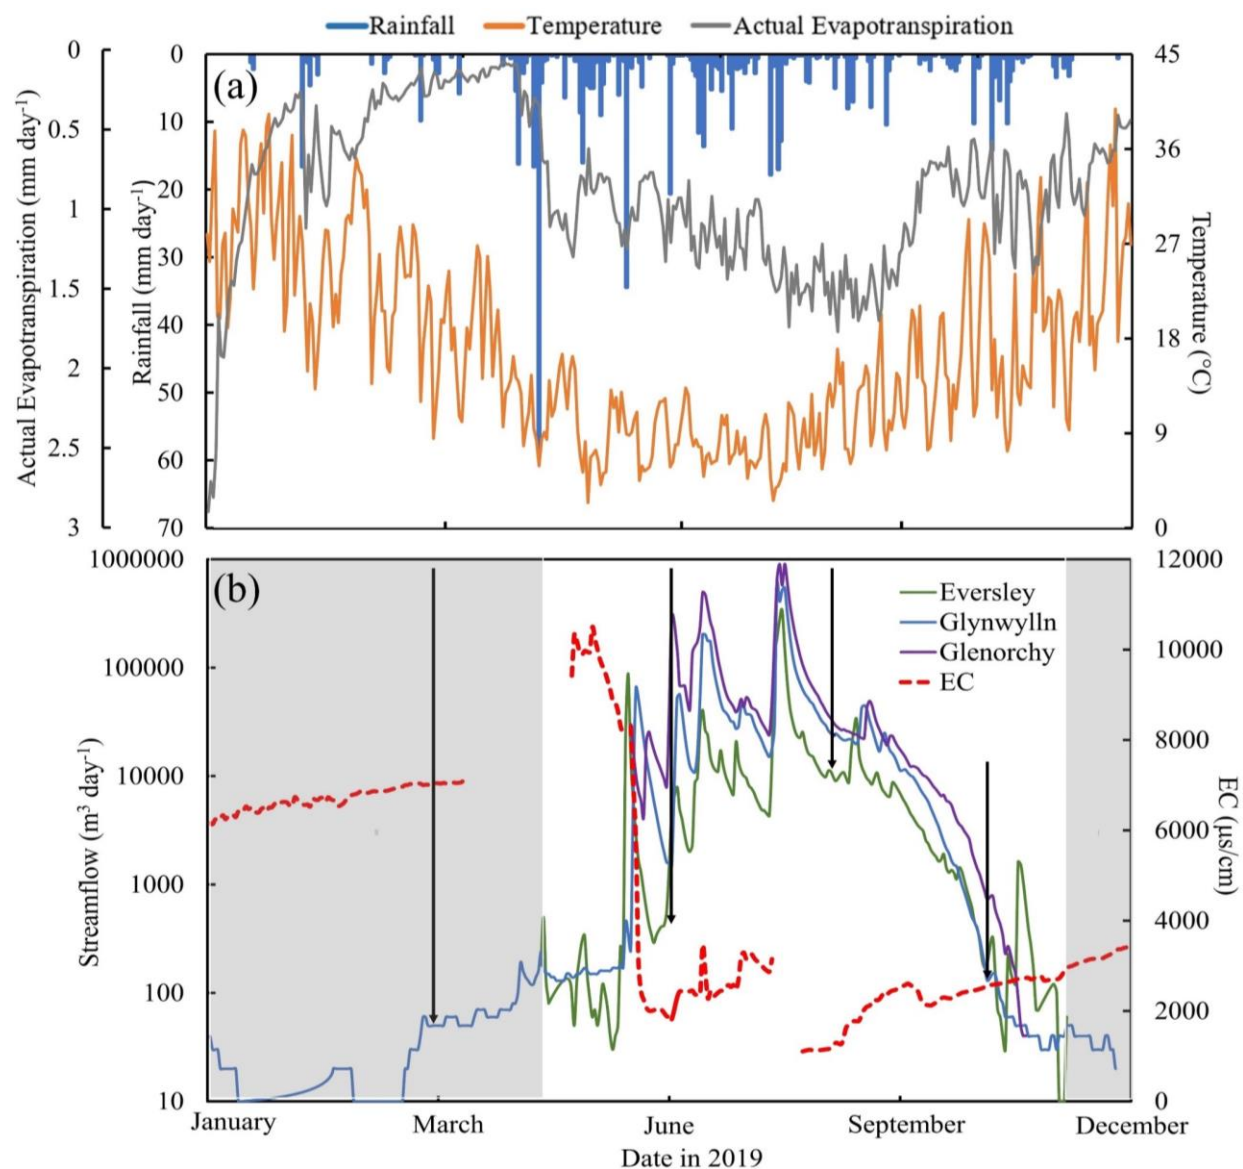 Rainfall Temperature Actual Evapotranspiration
(a)
Actual Evapotranspiration (mm day-1)
0
0.5
1
1.5
2
2.5
3
Rainfall (mm day-1)
0
10
20
30
40
50
60
70
45
36
27
18
9
0
Temperature (°C)
(b)
Streamflow (m³ day-1)
1000000
100000
10000
1000
100
10
Eversley
Glynwylln
Glenorchy
EC
12000
10000
8000
6000
4000
2000
0
EC (µs/cm)
January March June September December
Date in 2019